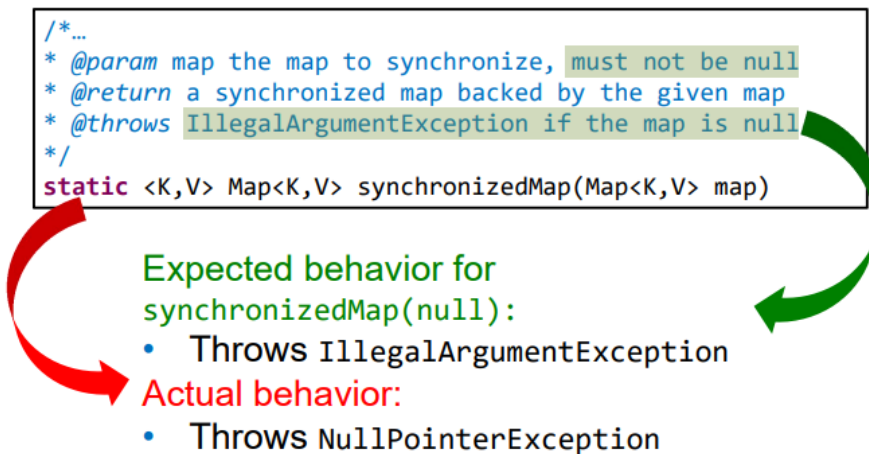 /*…
* @param map the map to synchronize, must not be null
* @return a synchronized map backed by the given map
* @throws IllegalArgumentException if the map is null
*/
static <K,V> Map<K,V> synchronizedMap(Map<K,V> map)
Expected behavior for
synchronizedMap(null):
• Throws IllegalArgumentException
Actual behavior:
• Throws NullPointerException